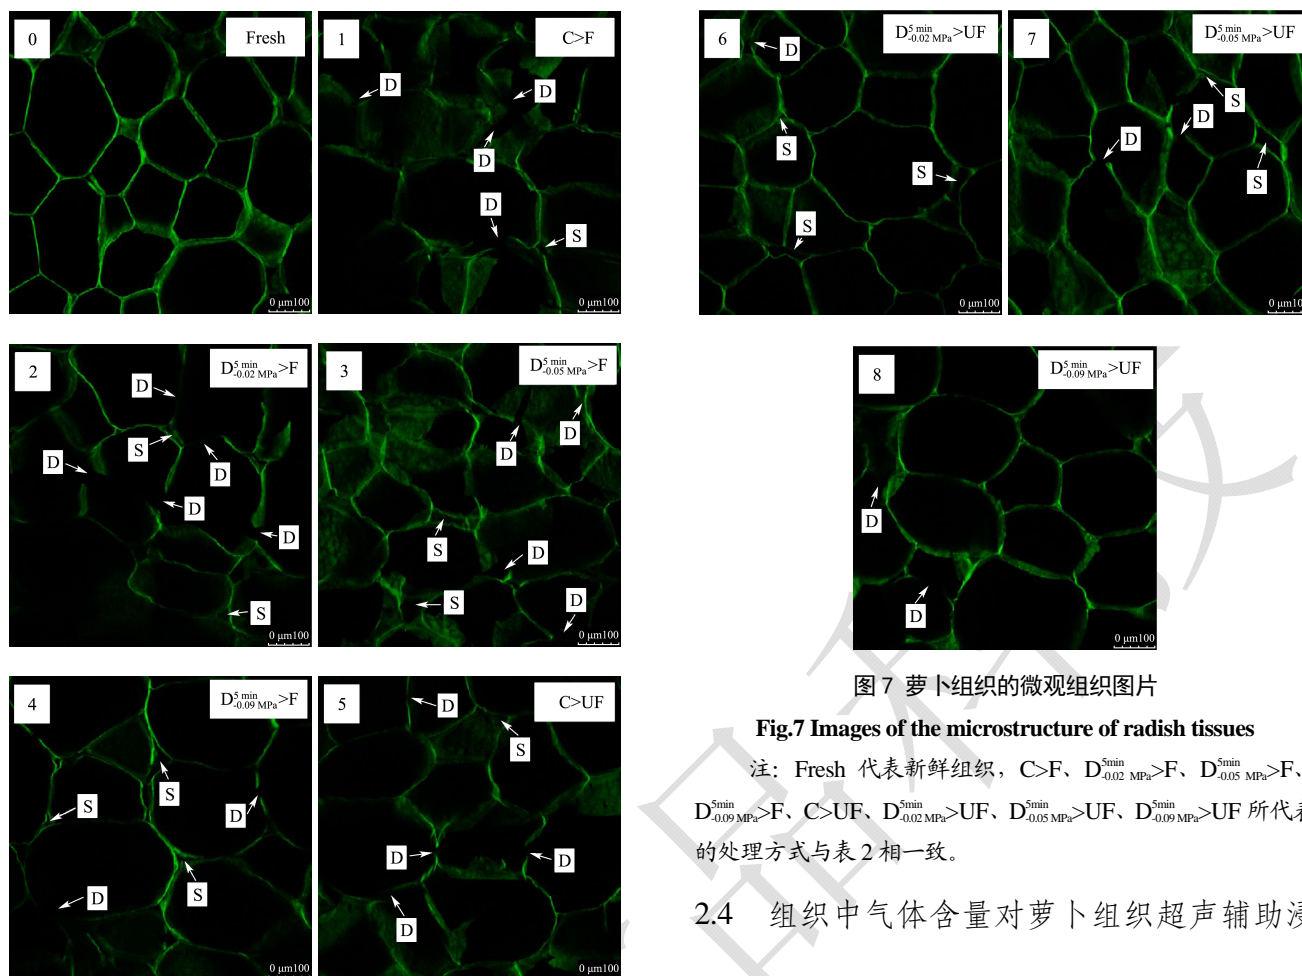 0 Fresh
0 μm100
1 C>F
D
D
D
D
S
0 μm100
2 D5 min -0.02 MPa>F
D
S
D
D
D
D
S
0 μm100
3 D5 min -0.05 MPa>F
D
D
S
D
S
D
0 μm100
4 D5 min -0.09 MPa>F
S
S
D
S
D
0 μm100
5 C>UF
D
S
D
D
D
0 μm100
6 D5 min -0.02 MPa>UF
D
S
S
S
0 μm100
7 D5 min -0.05 MPa>UF
S
D
D
S
0 μm100
8 D5 min -0.09 MPa>UF
D
D
0 μm100
图 7 萝卜组织的微观组织图片
Fig.7 Images of the microstructure of radish tissues
注：Fresh 代表新鲜组织，C>F、D5min -0.02 MPa>F、D5min -0.05 MPa>F、
D5min -0.09 MPa>F、C>UF、D5min -0.02 MPa>UF、D5min -0.05 MPa>UF、D5min -0.09 MPa>UF 所代表
的处理方式与表 2 相一致。
2.4 组织中气体含量对萝卜组织超声辅助浸
品科技